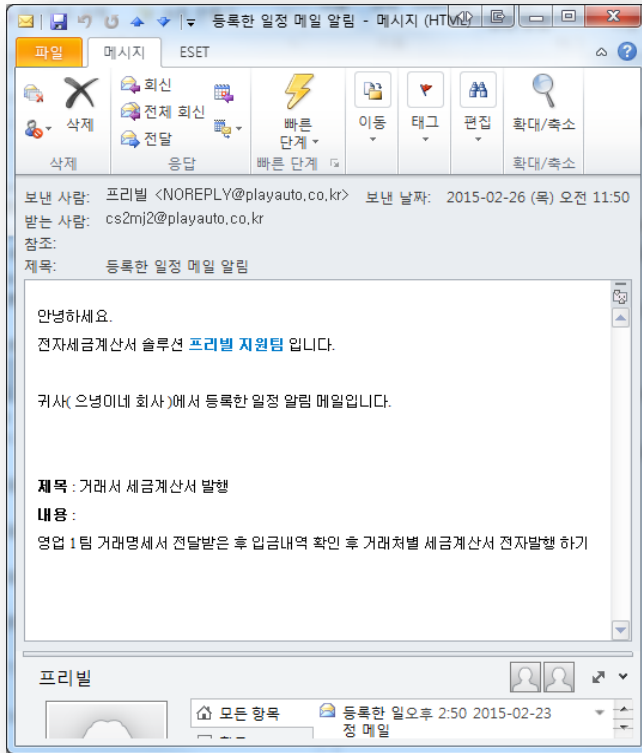 등록한 일정 메일 알림 - 메시지 (HTML)
파일 메시지 ESET
삭제 회신 전체 회신 전달 빠른 단계 이동 태그 편집 확대/축소
삭제 응답 빠른 단계 확대/축소
보낸 사람: 프리빌 <NOREPLY@playauto.co.kr> 보낸 날짜: 2015-02-26 (목) 오전 11:50
받는 사람: cs2mj2@playauto.co.kr
참조:
제목: 등록한 일정 메일 알림
안녕하세요.
전자세금계산서 솔루션 프리빌 지원팀 입니다.
귀사( 으녕이네 회사 )에서 등록한 일정 알림 메일입니다.
제목 : 거래서 세금계산서 발행
내용 :
영업 1팀 거래명세서 전달받은 후 입금내역 확인 후 거래처별 세금계산서 전자발행 하기
프리빌
모든 항목 등록한 일오후 2:50 2015-02-23
정 메일